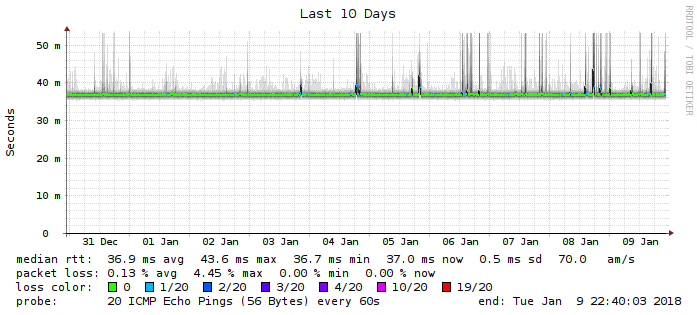 Last 10 Days
RRDTOOL / TOBI OETIKER
Seconds
50 m
40 m
30 m
20 m
10 m
0
31 Dec 01 Jan 02 Jan 03 Jan 04 Jan 05 Jan 06 Jan 07 Jan 08 Jan 09 Jan
median rtt: 36.9 ms avg 43.6 ms max 36.7 ms min 37.0 ms now 0.5 ms sd 70.0 am/s
packet loss: 0.13 % avg 4.45 % max 0.00 % min 0.00 % now
loss color: 0 1/20 2/20 3/20 4/20 10/20 19/20
probe: 20 ICMP Echo Pings (56 Bytes) every 60s end: Tue Jan 9 22:40:03 2018